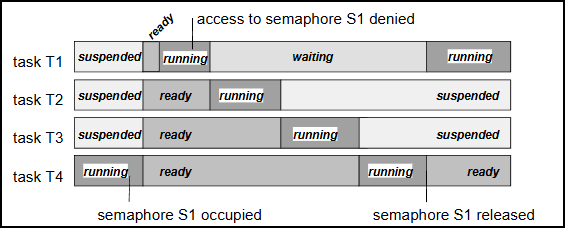 ready
access to semaphore S1 denied
task T1
suspended
running
waiting
running
task T2
suspended
ready
running
suspended
task T3
suspended
ready
running
suspended
task T4
running
ready
running
ready
semaphore S1 occupied
semaphore S1 released